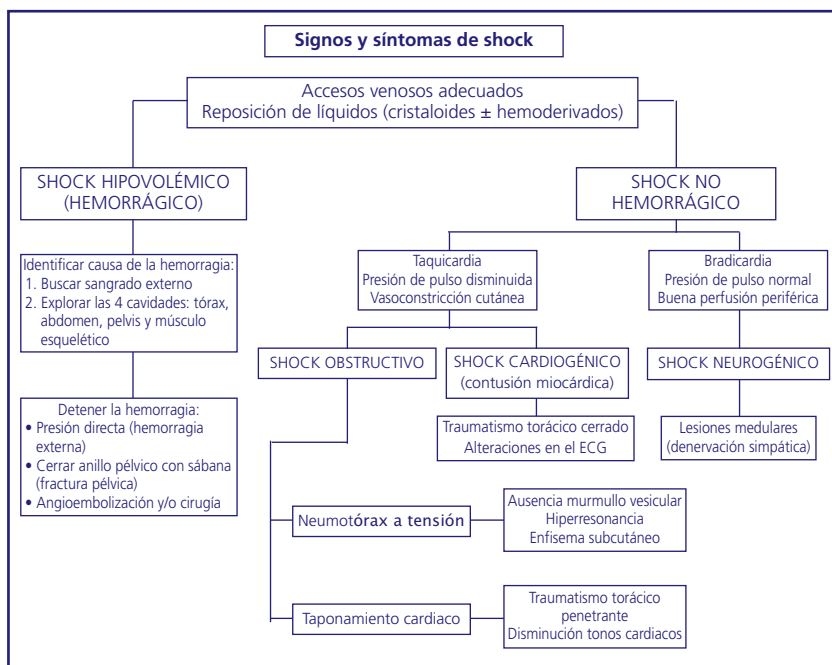 Signos y síntomas de shock
Accesos venosos adecuados
Reposición de líquidos (cristaloides ± hemoderivados)
SHOCK HIPOVOLÉMICO
(HEMORRÁGICO)
SHOCK NO
HEMORRÁGICO
Identificar causa de la hemorragia:
1. Buscar sangrado externo
2. Explorar las 4 cavidades: tórax,
abdomen, pelvis y músculo
esquelético
Taquicardia
Presión de pulso disminuida
Vasoconstricción cutánea
Bradicardia
Presión de pulso normal
Buena perfusión periférica
SHOCK OBSTRUCTIVO
SHOCK CARDIOGÉNICO
(contusión miocárdica)
SHOCK NEUROGÉNICO
Detener la hemorragia:
• Presión directa (hemorragia
externa)
• Cerrar anillo pélvico con sábana
(fractura pélvica)
• Angioembolización y/o cirugía
Traumatismo torácico cerrado
Alteraciones en el ECG
Lesiones medulares
(denervación simpática)
Neumotórax a tensión
Ausencia murmullo vesicular
Hiperresonancia
Enfisema subcutáneo
Taponamiento cardiaco
Traumatismo torácico
penetrante
Disminución tonos cardiacos